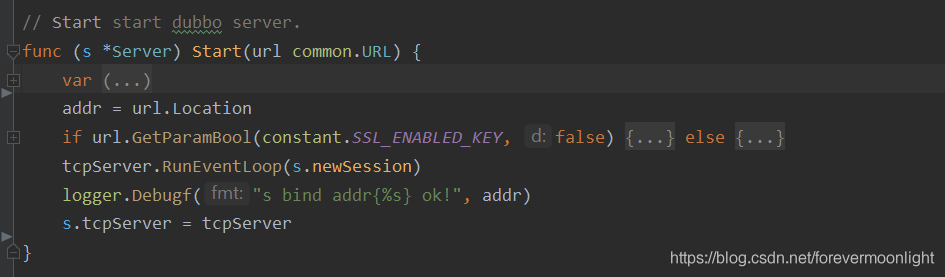 // Start start dubbo server.
func (s *Server) Start(url common.URL) {
    var (...)
    addr = url.Location
    if url.GetParamBool(constant.SSL_ENABLED_KEY, d: false) {...} else {...}
    tcpServer.RunEventLoop(s.newSession)
    logger.Debugf( fmt: "s bind addr{%s} ok!", addr)
    s.tcpServer = tcpServer
}
https://blog.csdn.net/forevermoonlight